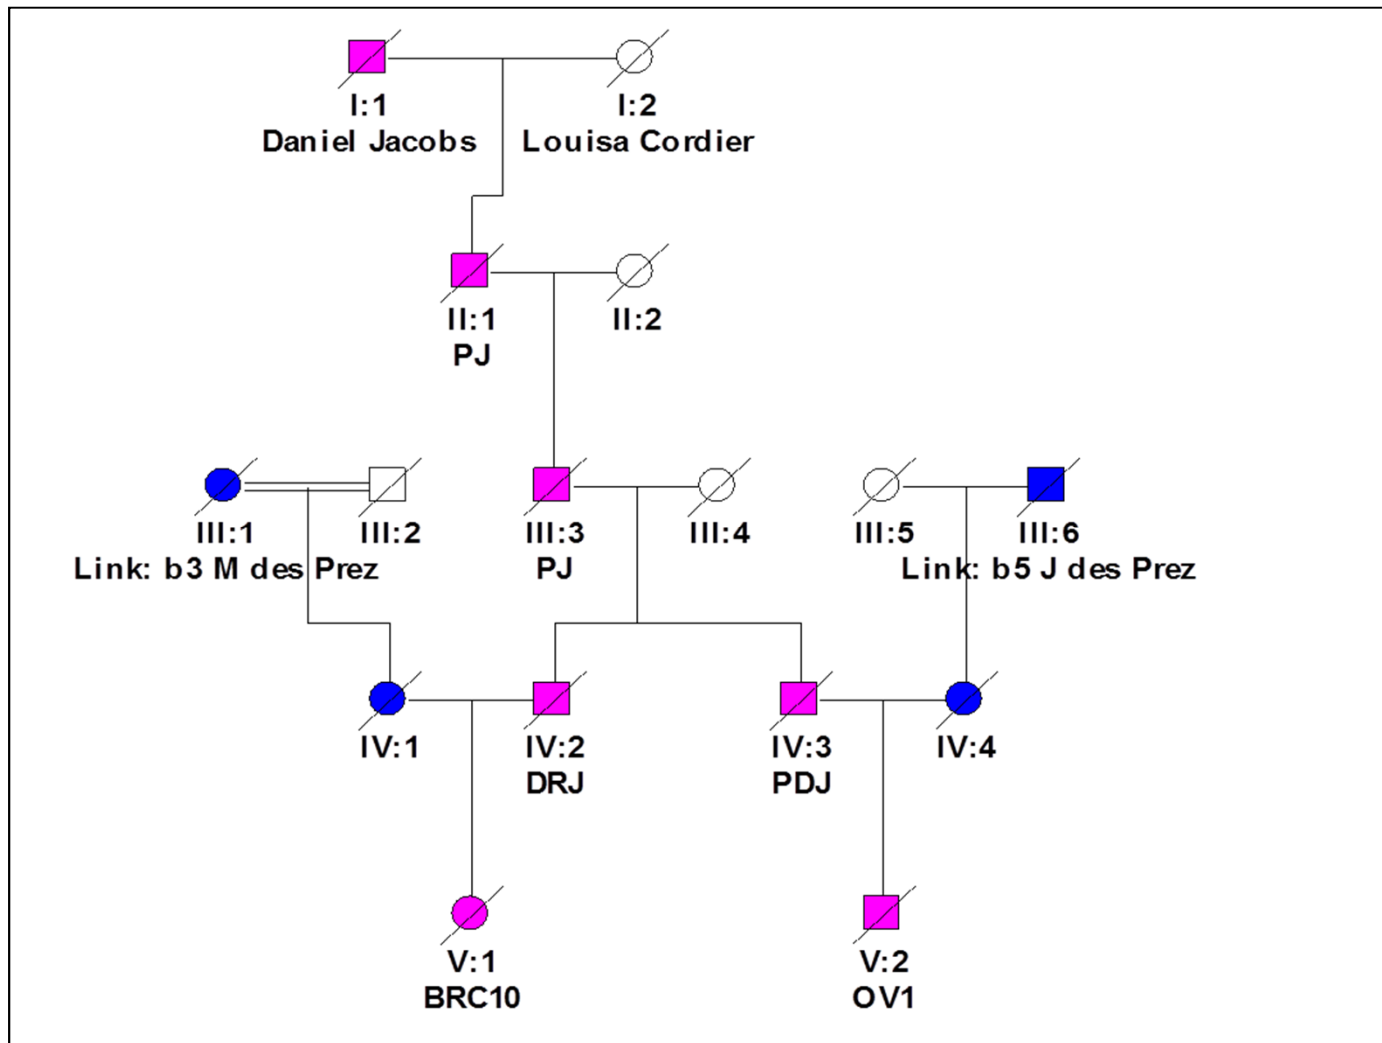 I:1 I:2
Daniel Jacobs Louisa Cordier
II:1 II:2
PJ
III:1 III:2 III:3 III:4 III:5 III:6
Link: b3 M des Prez PJ Link: b5 J des Prez
IV:1 IV:2 IV:3 IV:4
DRJ PDJ
V:1 V:2
BRC10 OV1